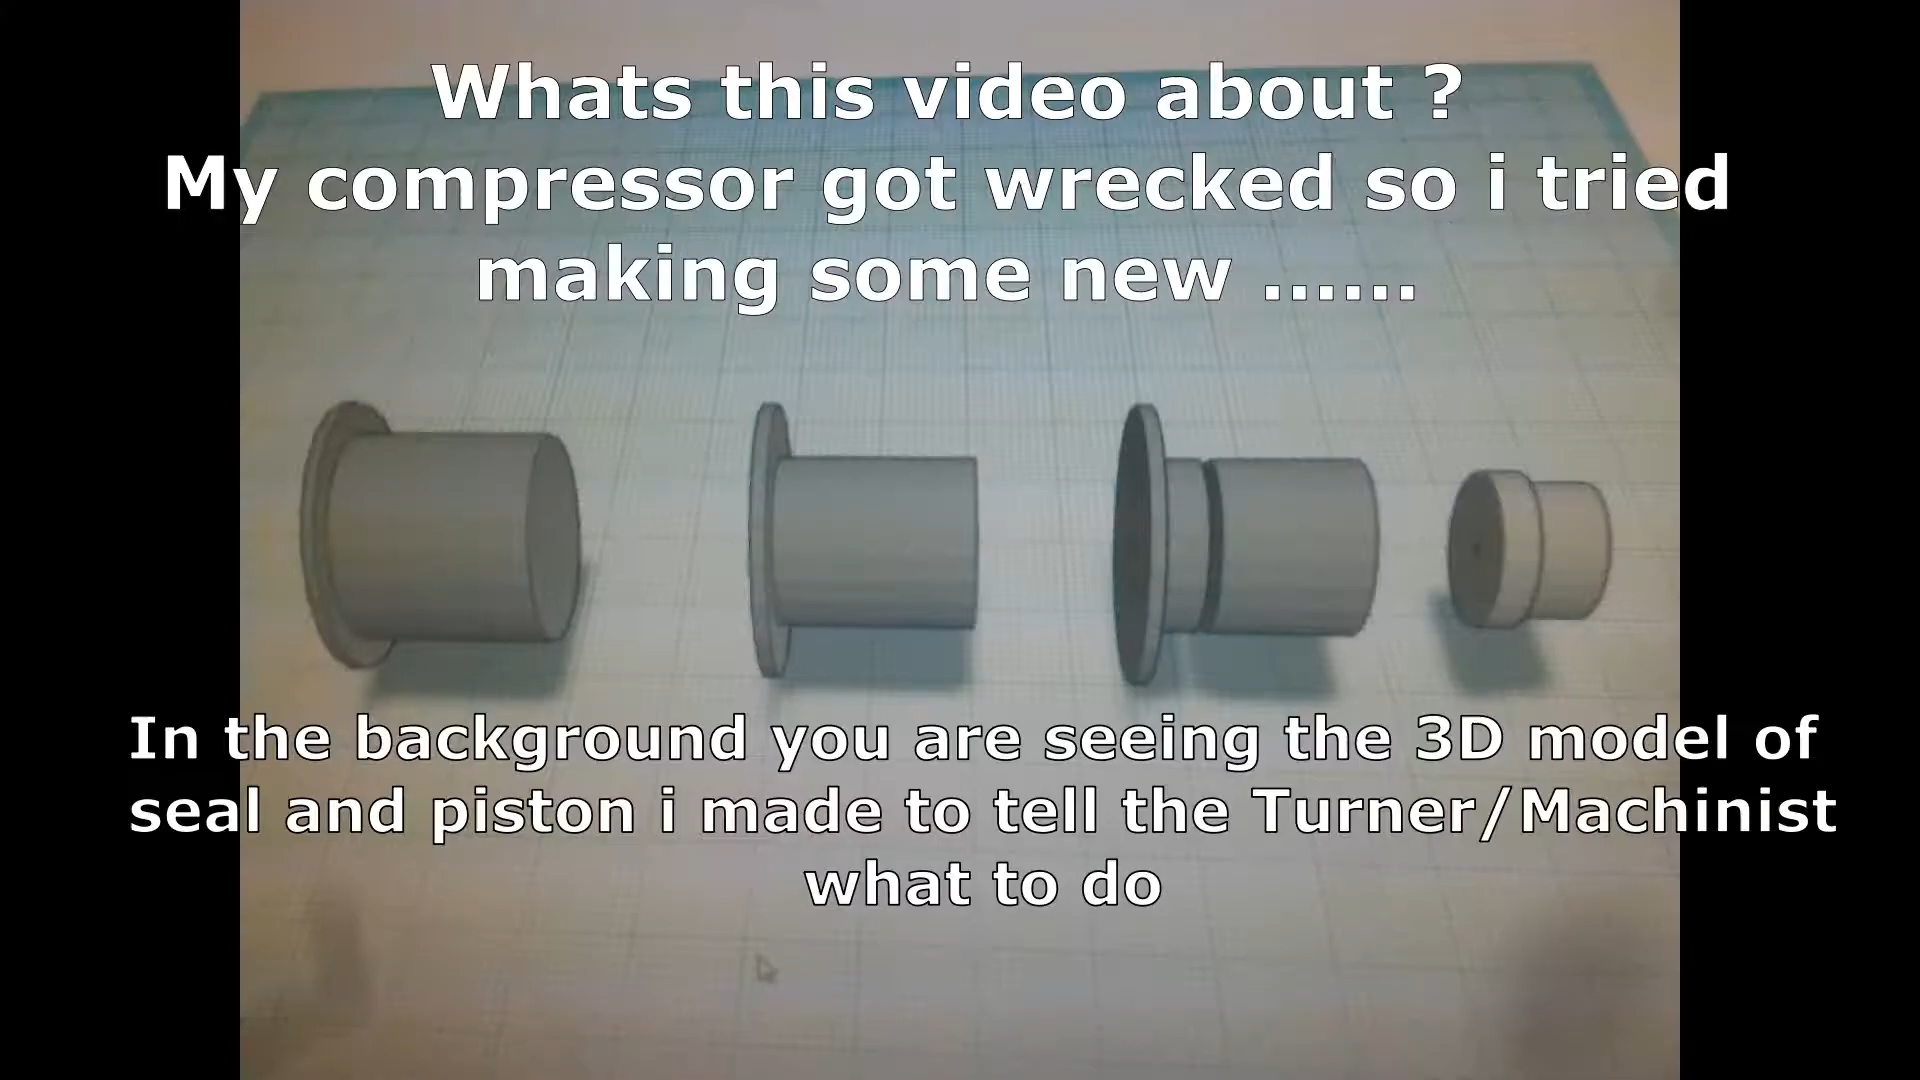 Whats this video about ?
My compressor got wrecked so i tried
making some new ......
In the background you are seeing the 3D model of
seal and piston i made to tell the Turner/Machinist
what to do